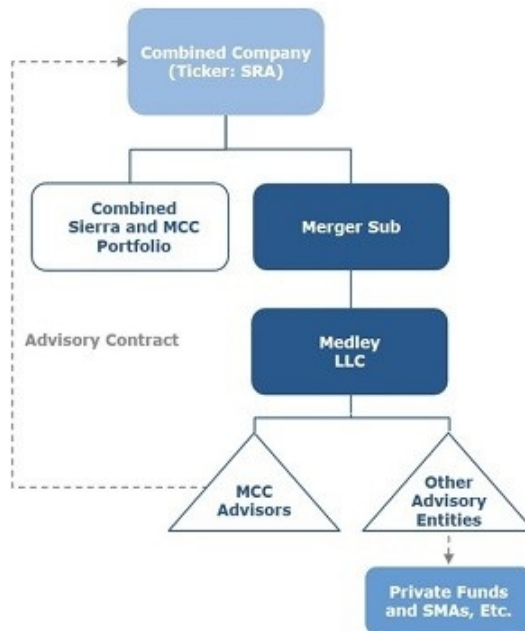 Combined Company
(Ticker: SRA)
Combined
Sierra and MCC
Portfolio
Merger Sub
Advisory Contract
Medley
LLC
MCC
Advisors
Other
Advisory
Entities
Private Funds
and SMAs, Etc.